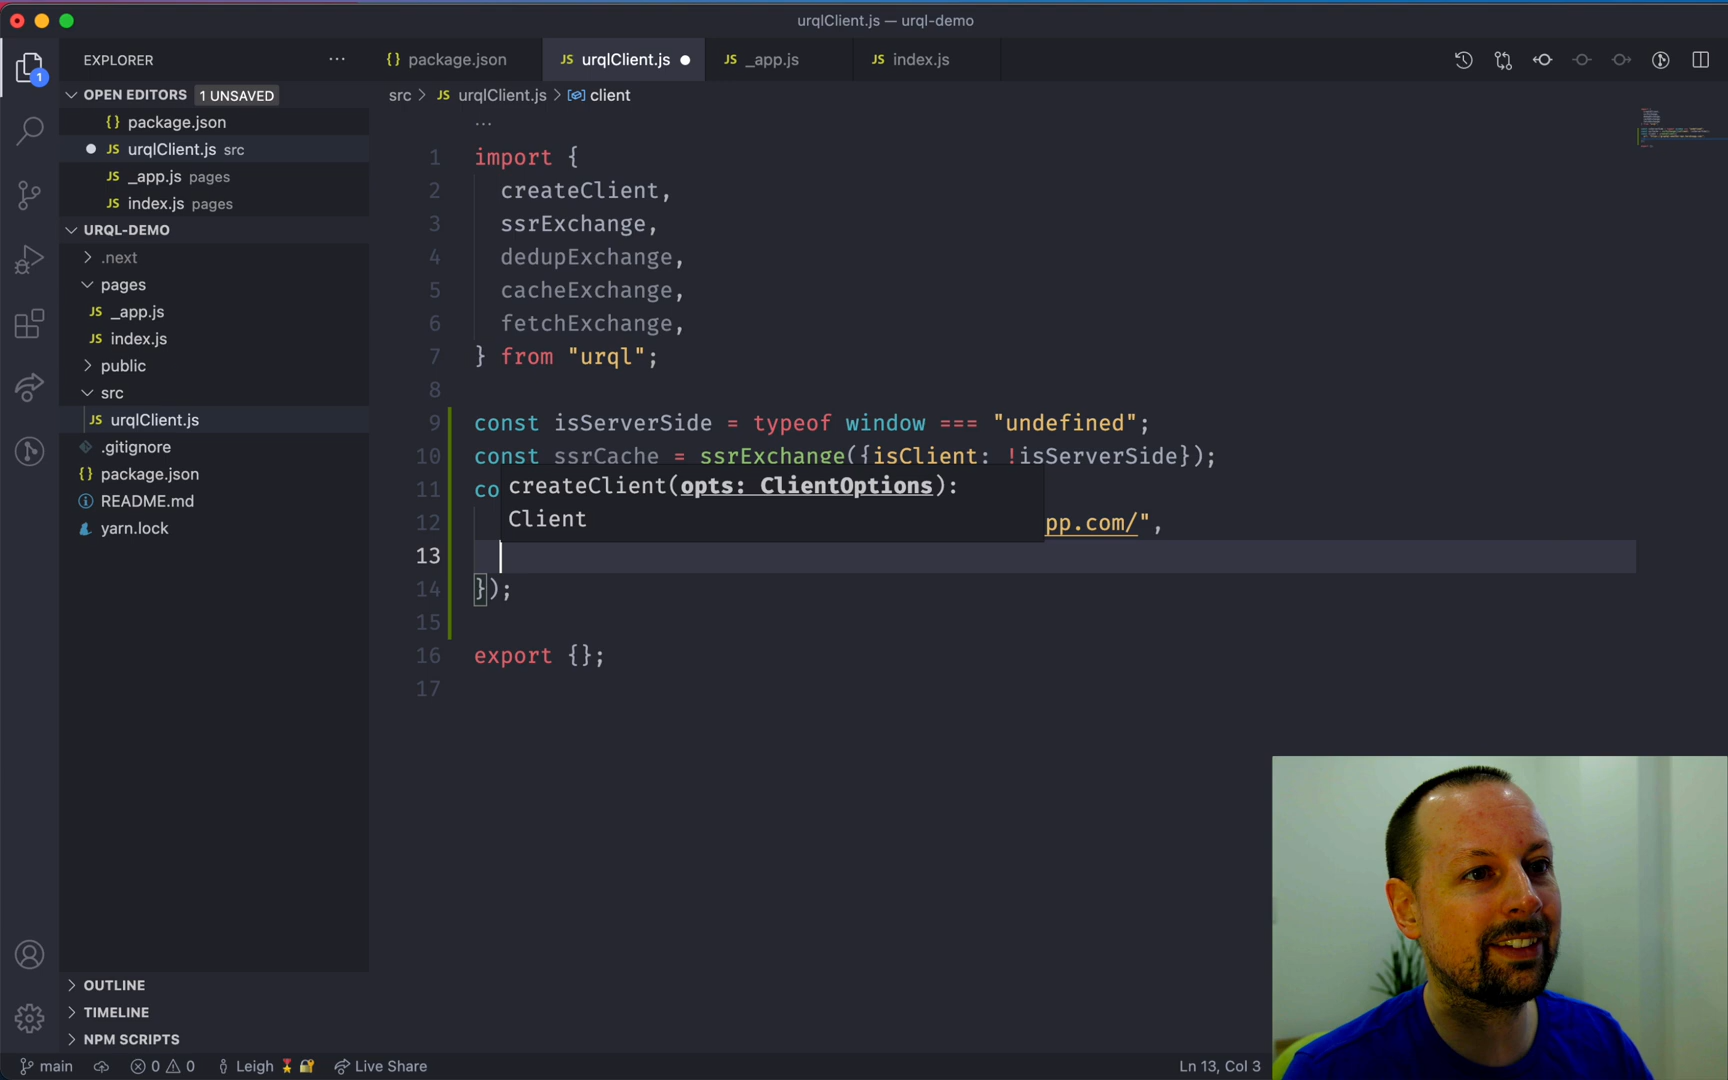 urqlClient.js — urql-demo
EXPLORER
{} package.json
JS urqlClient.js
JS _app.js
JS index.js
OPEN EDITORS 1 UNSAVED
{} package.json
JS urqlClient.js src
JS _app.js pages
JS index.js pages
URQL-DEMO
.next
pages
JS _app.js
JS index.js
public
src
JS urqlClient.js
.gitignore
{} package.json
README.md
yarn.lock
OUTLINE
TIMELINE
NPM SCRIPTS
1
src > JS urqlClient.js > client
...
1 import {
2 createClient,
3 ssrExchange,
4 dedupExchange,
5 cacheExchange,
6 fetchExchange,
7 } from "urql";
8
9 const isServerSide = typeof window === "undefined";
10 const ssrCache = ssrExchange({isClient: !isServerSide});
11 co
createClient(opts: ClientOptions):
Client
12 pp.com/",
13
14 });
15
16 export {};
17
main 0 0 Leigh Live Share Ln 13, Col 3